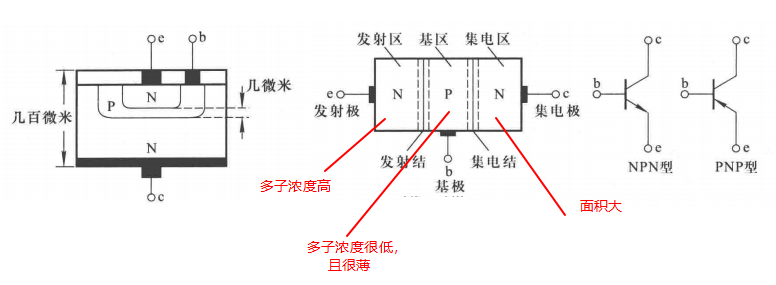 e
b
几微米
N
P
几百微米
N
c
发射区
基区
集电区
e
发射极
N
P
N
c
集电极
发射结
集电结
b
基极
多子浓度高
多子浓度很低，
且很薄
面积大
c
b
e
NPN型
c
b
e
PNP型